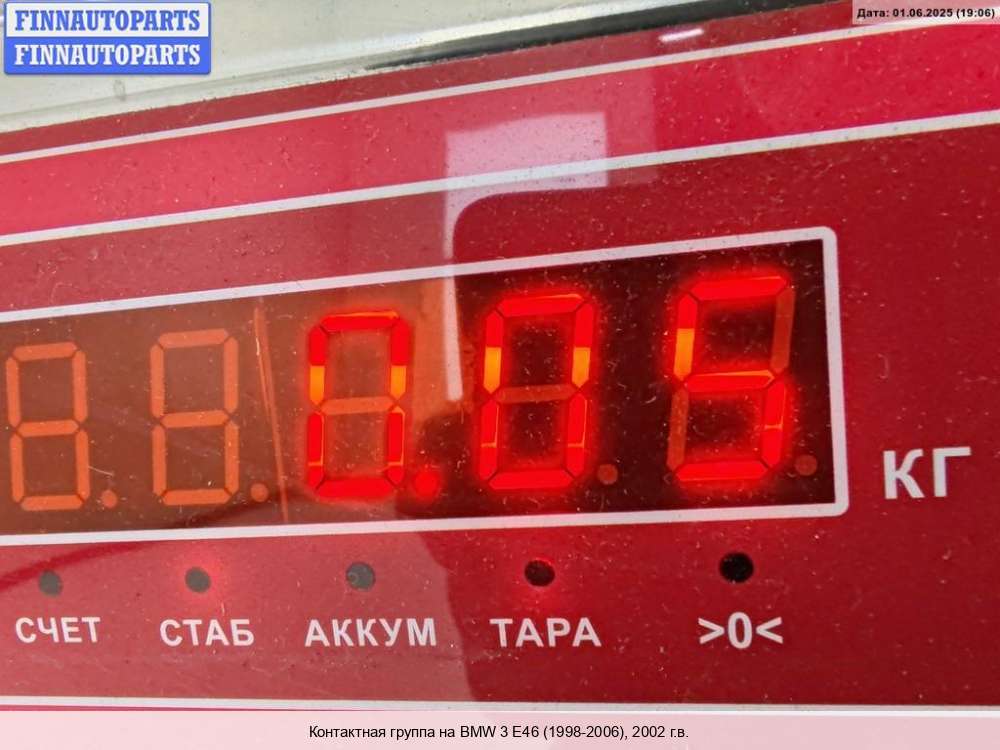 FINNAUTOPARTS
FINNAUTOPARTS
Дата: 01.06.2025 (19:06)
0.05
КГ
СЧЕТ СТАБ АККУМ ТАРА >0<
Контактная группа на BMW 3 E46 (1998-2006), 2002 г.в.